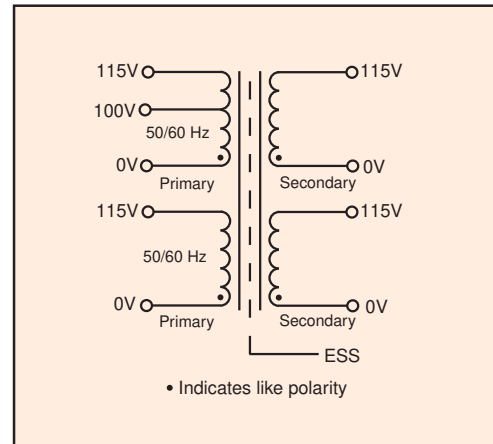 115V 115V
100V
50/60 Hz
0V 0V
Primary Secondary
115V 115V
50/60 Hz
0V 0V
Primary Secondary
ESS
• Indicates like polarity